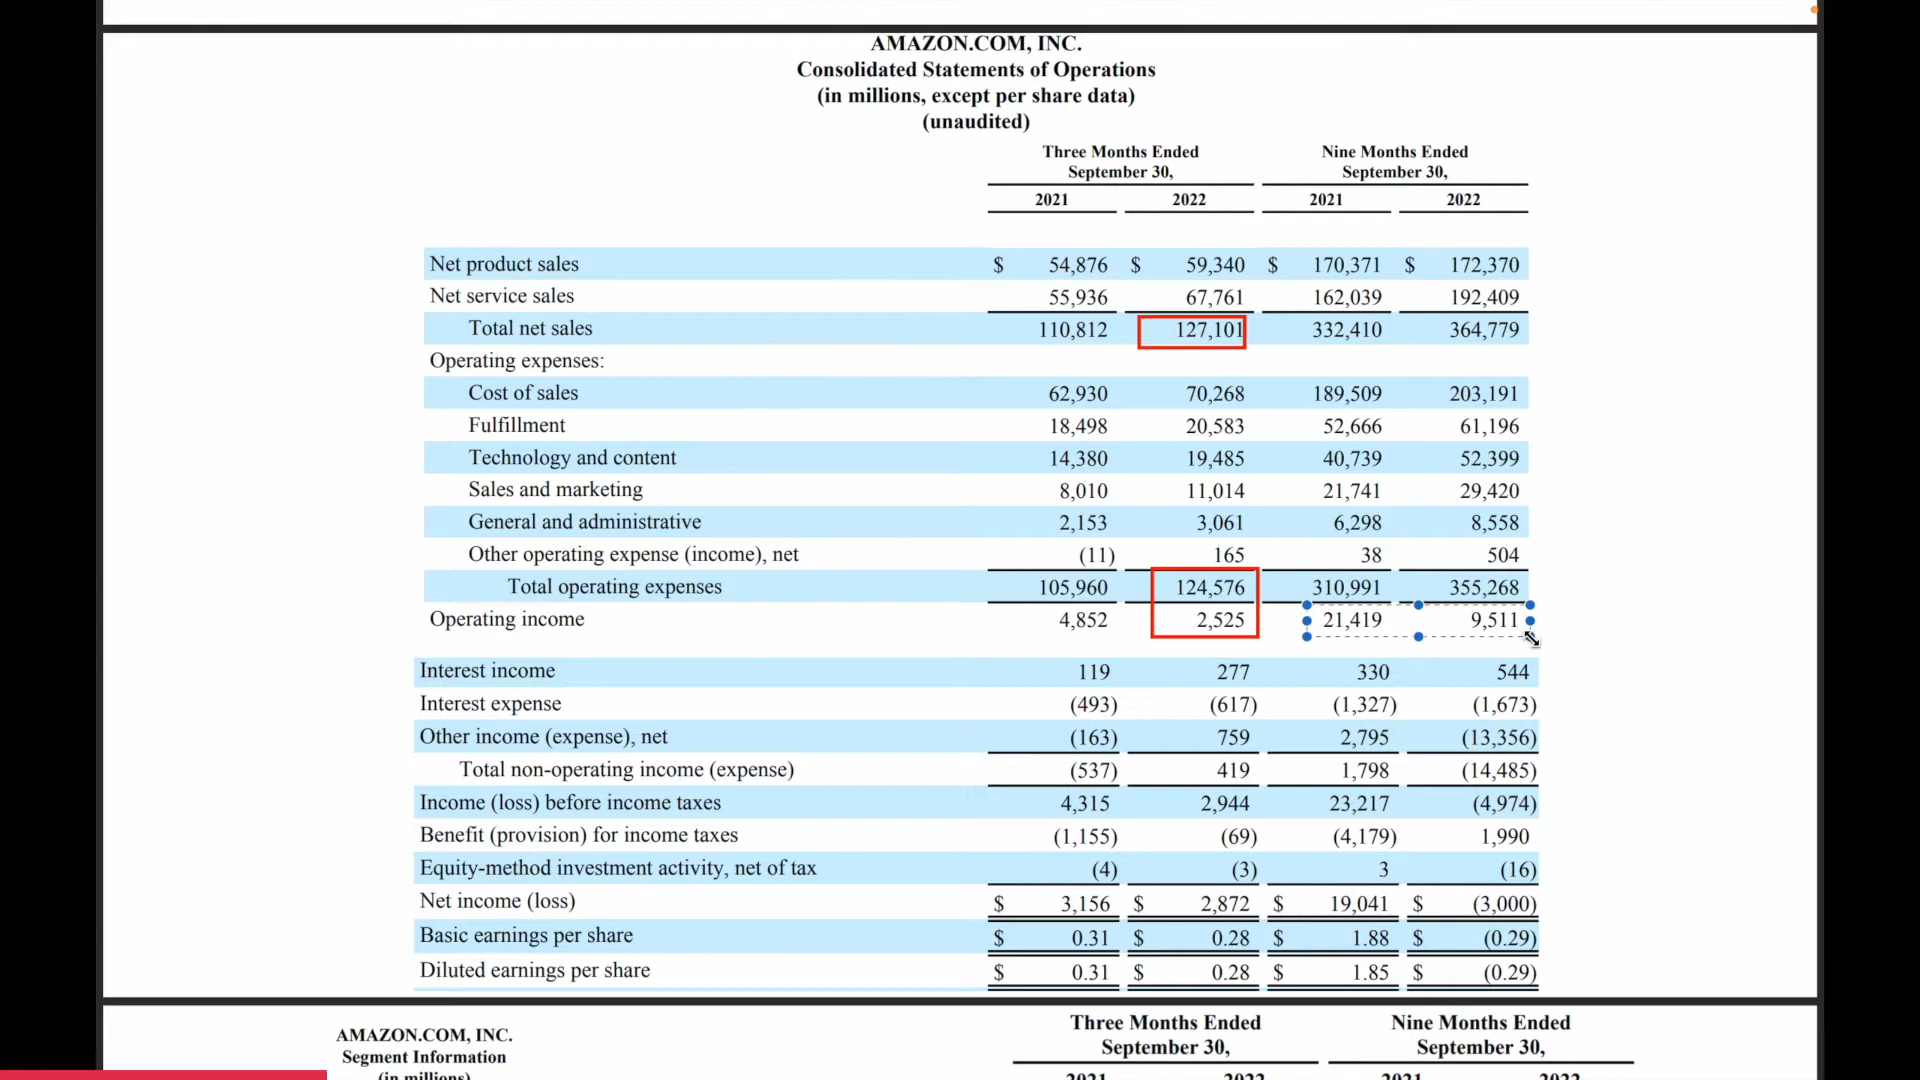 AMAZON.COM, INC.
Consolidated Statements of Operations
(in millions, except per share data)
(unaudited)
Three Months Ended September 30, Nine Months Ended September 30,
2021 2022 2021 2022
Net product sales $ 54,876 $ 59,340 $ 170,371 $ 172,370
Net service sales 55,936 67,761 162,039 192,409
Total net sales 110,812 127,101 332,410 364,779
Operating expenses:
Cost of sales 62,930 70,268 189,509 203,191
Fulfillment 18,498 20,583 52,666 61,196
Technology and content 14,380 19,485 40,739 52,399
Sales and marketing 8,010 11,014 21,741 29,420
General and administrative 2,153 3,061 6,298 8,558
Other operating expense (income), net (11) 165 38 504
Total operating expenses 105,960 124,576 310,991 355,268
Operating income 4,852 2,525 21,419 9,511
Interest income 119 277 330 544
Interest expense (493) (617) (1,327) (1,673)
Other income (expense), net (163) 759 2,795 (13,356)
Total non-operating income (expense) (537) 419 1,798 (14,485)
Income (loss) before income taxes 4,315 2,944 23,217 (4,974)
Benefit (provision) for income taxes (1,155) (69) (4,179) 1,990
Equity-method investment activity, net of tax (4) (3) 3 (16)
Net income (loss) $ 3,156 $ 2,872 $ 19,041 $ (3,000)
Basic earnings per share $ 0.31 $ 0.28 $ 1.88 $ (0.29)
Diluted earnings per share $ 0.31 $ 0.28 $ 1.85 $ (0.29)
AMAZON.COM, INC.
Segment Information
(in millions)
Three Months Ended September 30, Nine Months Ended September 30,
2021 2022 2021 2022